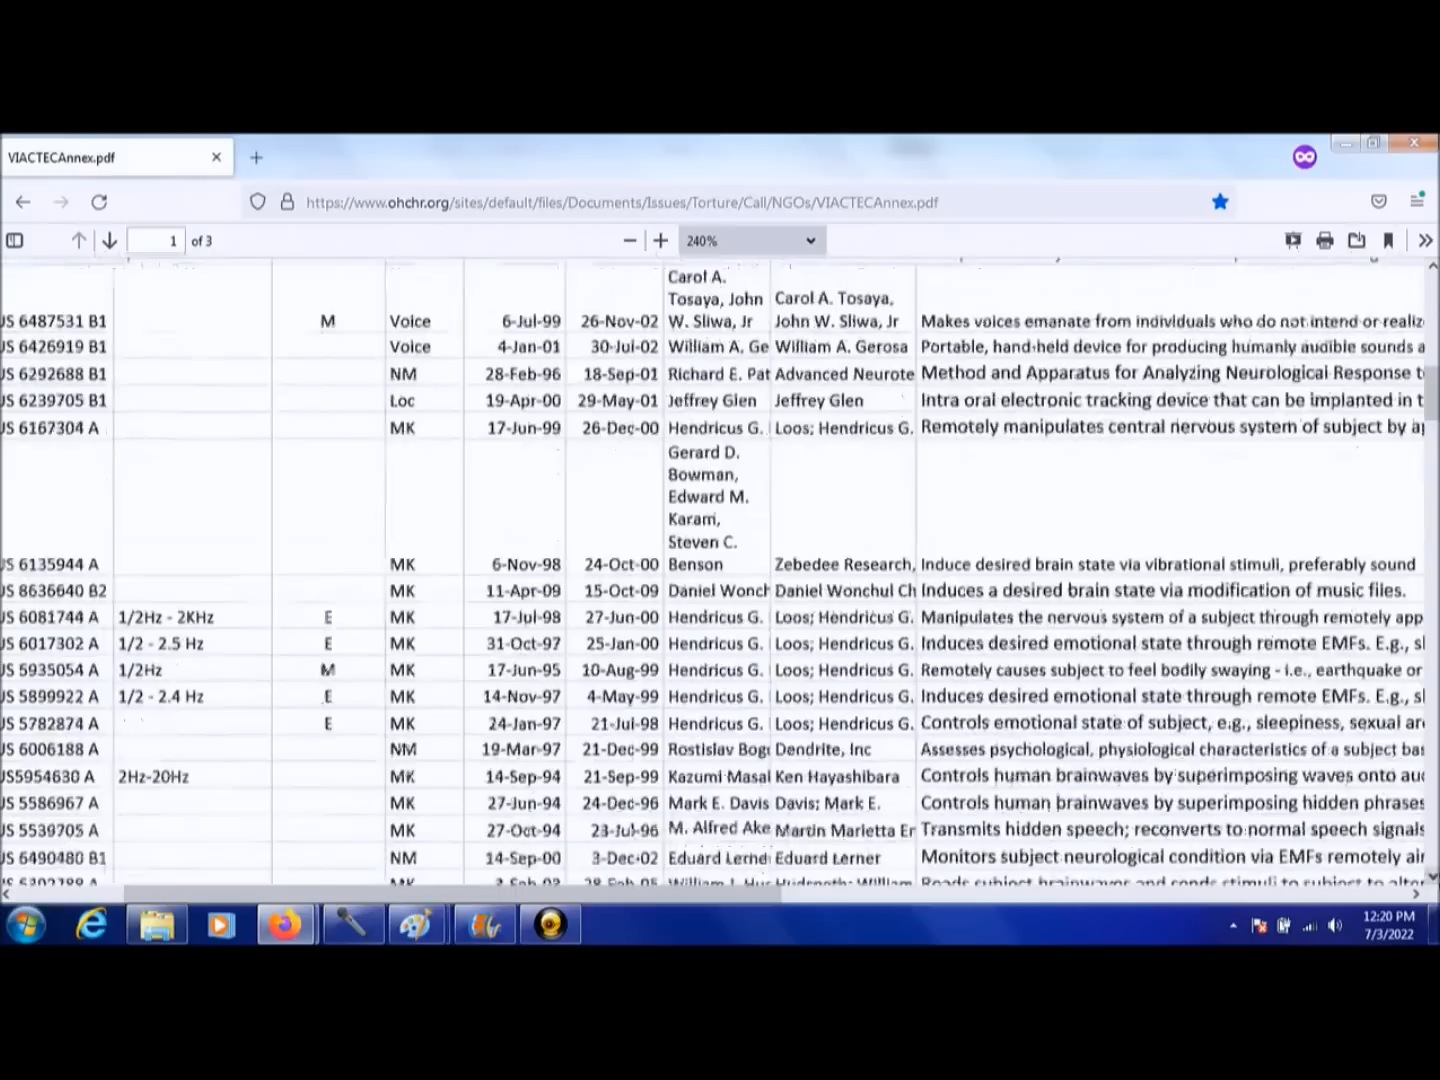 VIACTECAnnex.pdf
https://www.ohchr.org/sites/default/files/Documents/Issues/Torture/Call/NGOs/VIACTECAnnex.pdf
1 of 3
240%
Carol A.
Tosaya, John Carol A. Tosaya,
US 6487531 B1 M Voice 6-Jul-99 26-Nov-02 W. Sliwa, Jr John W. Sliwa, Jr Makes voices emanate from individuals who do not intend or realiz
US 6426919 B1 Voice 4-Jan-01 30-Jul-02 William A. Ge William A. Gerosa Portable, hand-held device for producing humanly audible sounds a
US 6292688 B1 NM 28-Feb-96 18-Sep-01 Richard E. Pat Advanced Neurote Method and Apparatus for Analyzing Neurological Response t
US 6239705 B1 Loc 19-Apr-00 29-May-01 Jeffrey Glen Jeffrey Glen Intra oral electronic tracking device that can be implanted in t
US 6167304 A MK 17-Jun-99 26-Dec-00 Hendricus G. Loos; Hendricus G. Remotely manipulates central nervous system of subject by a
Gerard D.
Bowman,
Edward M.
Karam,
Steven C.
US 6135944 A MK 6-Nov-98 24-Oct-00 Benson Zebedee Research, Induce desired brain state via vibrational stimuli, preferably sound
US 8636640 B2 MK 11-Apr-09 15-Oct-09 Daniel Wonch Daniel Wonchul Ch Induces a desired brain state via modification of music files.
US 6081744 A 1/2Hz - 2KHz E MK 17-Jul-98 27-Jun-00 Hendricus G. Loos; Hendricus G. Manipulates the nervous system of a subject through remotely app
US 6017302 A 1/2 - 2.5 Hz E MK 31-Oct-97 25-Jan-00 Hendricus G. Loos; Hendricus G. Induces desired emotional state through remote EMFs. E.g., sl
US 5935054 A 1/2Hz M MK 17-Jun-95 10-Aug-99 Hendricus G. Loos; Hendricus G. Remotely causes subject to feel bodily swaying - i.e., earthquake or
US 5899922 A 1/2 - 2.4 Hz E MK 14-Nov-97 4-May-99 Hendricus G. Loos; Hendricus G. Induces desired emotional state through remote EMFs. E.g., sl
US 5782874 A E MK 24-Jan-97 21-Jul-98 Hendricus G. Loos; Hendricus G. Controls emotional state of subject, e.g., sleepiness, sexual ar
US 6006188 A NM 19-Mar-97 21-Dec-99 Rostislav Bog Dendrite, Inc Assesses psychological, physiological characteristics of a subject bas
US5954630 A 2Hz-20Hz MK 14-Sep-94 21-Sep-99 Kazumi Masal Ken Hayashibara Controls human brainwaves by superimposing waves onto aud
US 5586967 A MK 27-Jun-94 24-Dec-96 Mark E. Davis Davis; Mark E. Controls human brainwaves by superimposing hidden phrases
US 5539705 A MK 27-Oct-94 23-Jul-96 M. Alfred Ake Martin Marietta Er Transmits hidden speech; reconverts to normal speech signals
US 6490480 B1 NM 14-Sep-00 3-Dec-02 Eduard Lerne Eduard Lerner Monitors subject neurological condition via EMFs remotely air
12:20 PM
7/3/2022